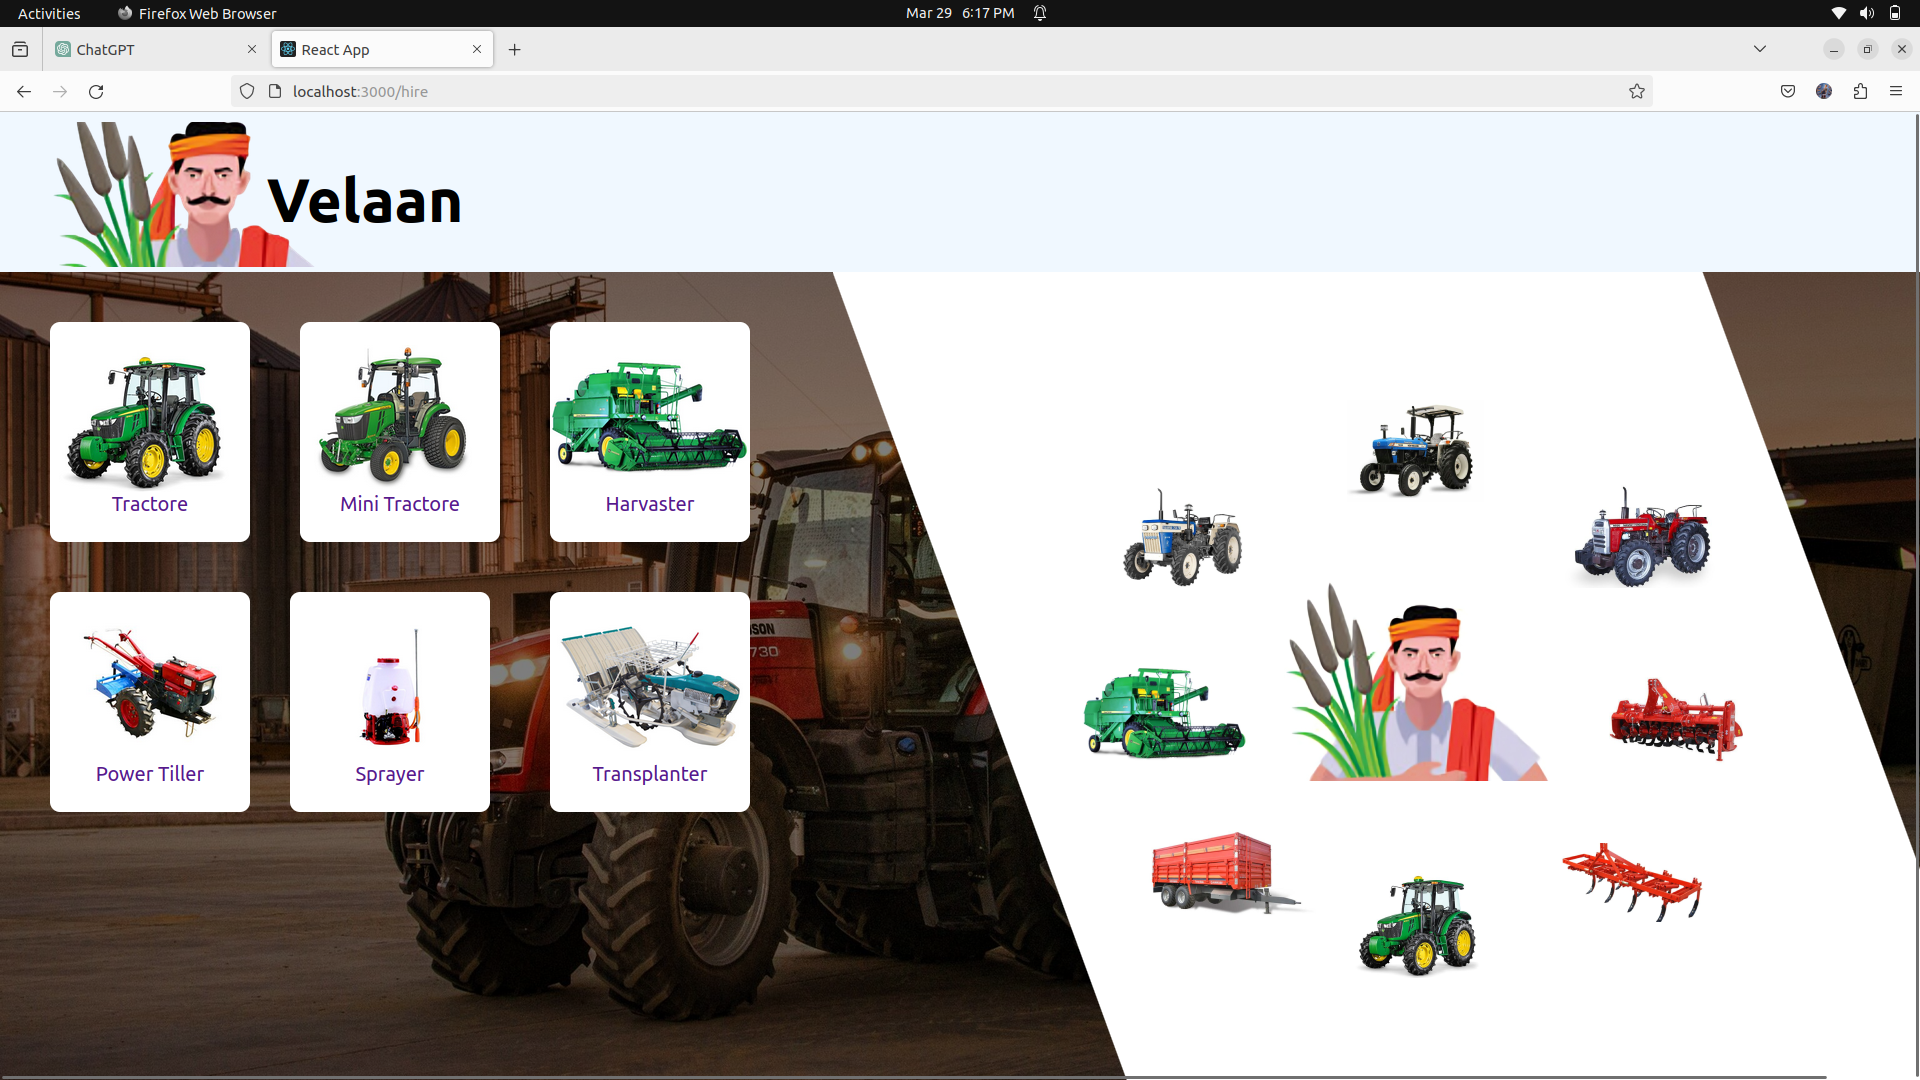 Activities Firefox Web Browser Mar 29 6:17 PM
ChatGPT React App
localhost:3000/hire
Velaan
Tractore Mini Tractore Harvaster
SON
730
Power Tiller Sprayer Transplanter